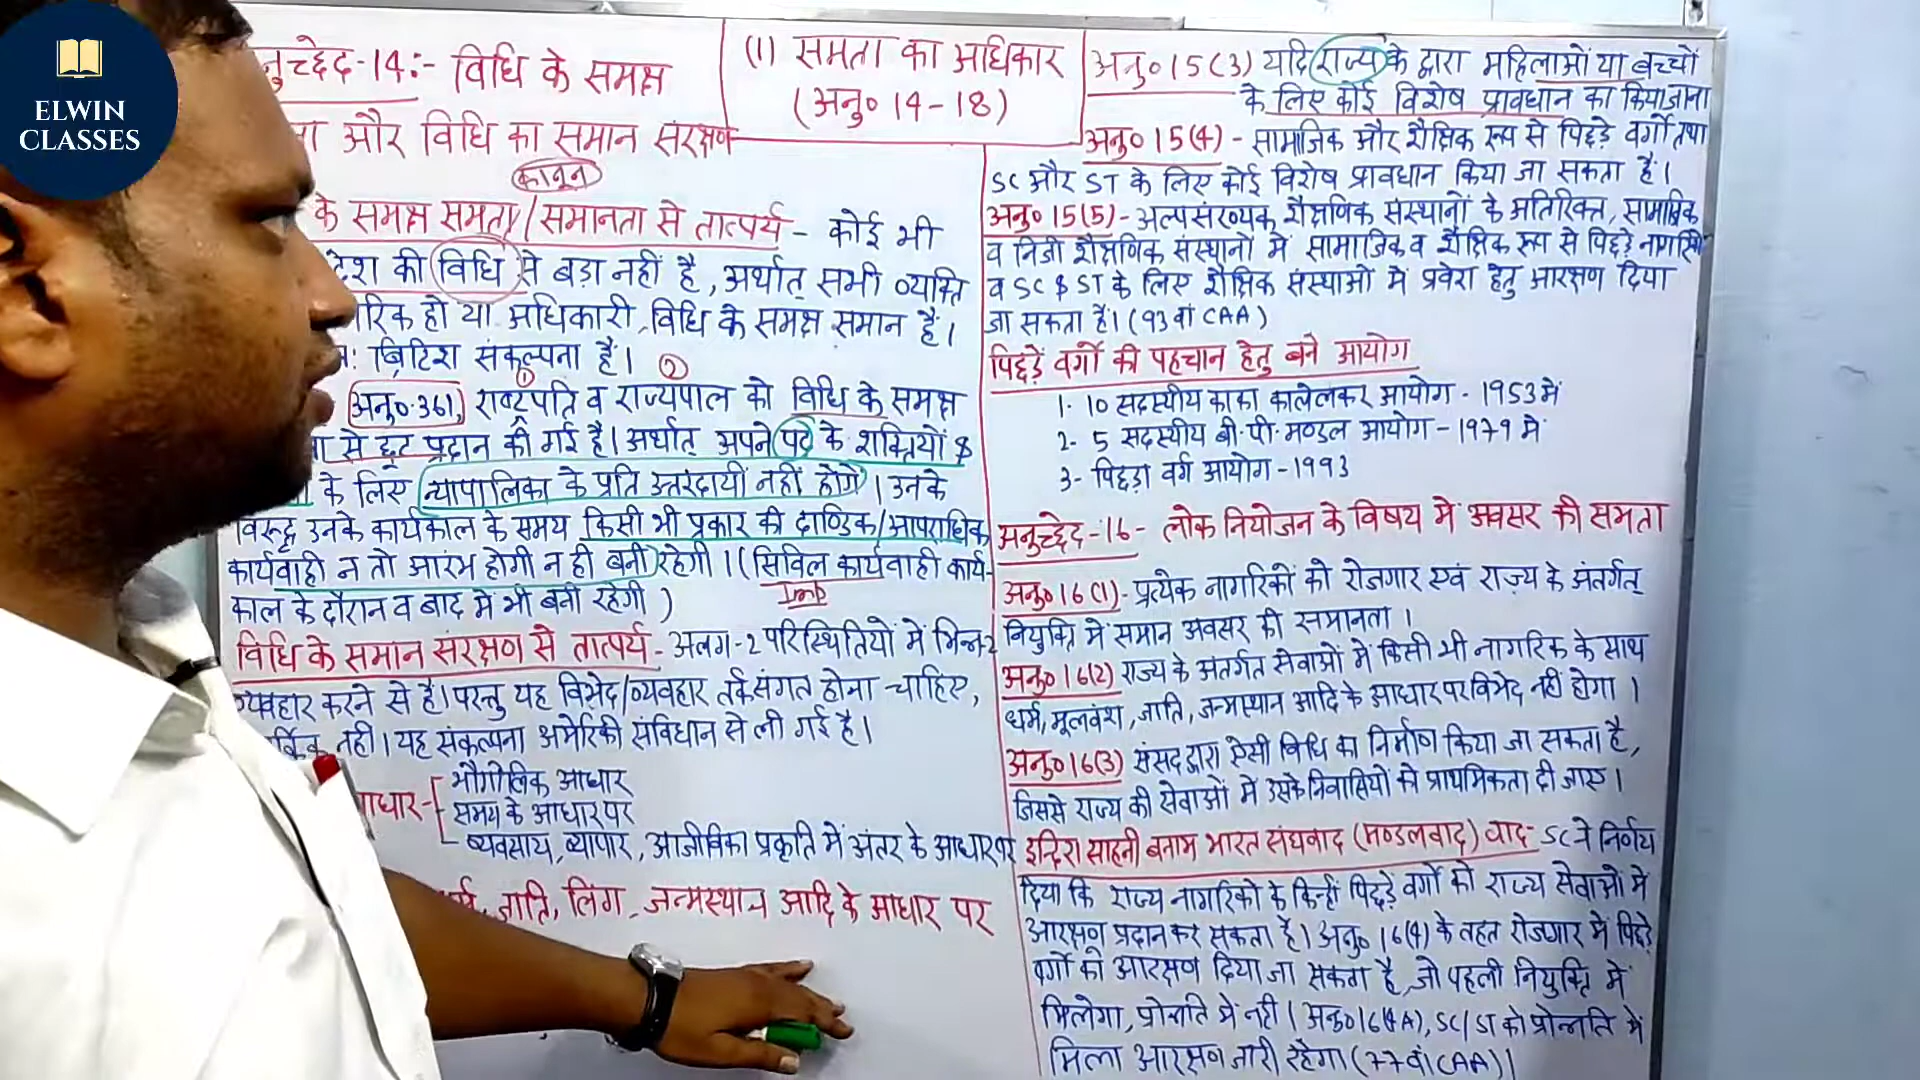 ELWIN
CLASSES
नुच्छेद-14:- विधि के समक्ष
और विधि का समान संरक्षण
कानून
के समक्ष समता/समानता से तात्पर्य - कोई भी
देश की विधि से बड़ा नहीं है, अर्थात् सभी व्यक्ति
गरिक हो या अधिकारी, विधि के समक्ष समान हैं।
ब्रिटिश संकल्पना है।
① ②
अनु०361, राष्ट्रपति व राज्यपाल को विधि के समक्ष
से छूट प्रदान की गई है। अर्थात् अपने पद के शक्तियों &
के लिए न्यापालिका के प्रति उत्तरदायी नहीं होंगे। उनके
विरूद्ध उनके कार्यकाल के समय किसी भी प्रकार की दाण्डिक/आपराधिक
कार्यवाही न तो आरंभ होगी न ही बनी रहेगी। (सिविल कार्यवाही कार्य-
काल के दौरान व बाद मे भी बनी रहेगी)
Imp
विधि के समान संरक्षण से तात्पर्य - अलग-2 परिस्थितियों में भिन्न-2
व्यवहार करने से है। परन्तु यह विभेद/व्यवहार तर्कसंगत होना चाहिए,
नहीं। यह संकल्पना अमेरिकी संविधान से ली गई है।
आधार-
भौगोलिक आधार
समय के आधार पर
व्यवसाय, व्यापार, आजीविका प्रकृति में अंतर के आधार पर
जाति, लिंग, जन्मस्थान आदि के आधार पर
(1) समता का अधिकार
(अनु० 14-18)
अनु०15(3) यदि राज्य के द्वारा महिलाओं या बच्चों
के लिए कोई विशेष प्रावधान का किया जाना
अनु०15(4) - सामाजिक और शैक्षिक रूप से पिछड़े वर्गों तथा
SC और ST के लिए कोई विशेष प्रावधान किया जा सकता है।
अनु०15(5) - अल्पसंख्यक शैक्षणिक संस्थानों के अतिरिक्त, सामाजिक
व निजी शैक्षणिक संस्थानों में सामाजिक व शैक्षिक रूप से पिछड़े नागरिकों
व SC & ST के लिए शैक्षिक संस्थाओं में प्रवेश हेतु आरक्षण दिया
जा सकता है। (93वां CAA)
पिछड़ें वर्गो की पहचान हेतु बने आयोग
1. 10 सदस्यीय काका कालेलकर आयोग - 1953 में
2- 5 सदस्यीय बी.पी. मण्डल आयोग - 1979 मे
3- पिछड़ा वर्ग आयोग - 1993
अनुच्छेद-16 - लोक नियोजन के विषय में अवसर की समता
अनु०16(1) - प्रत्येक नागरिकों को रोजगार एवं राज्य के अंतर्गत्
नियुक्ति में समान अवसर की समानता।
अनु०16(2) राज्य के अंतर्गत सेवाओं में किसी भी नागरिक के साथ
धर्म, मूलवंश, जाति, जन्मस्थान आदि के आधार पर विभेद नहीं होगा।
अनु०16(3) संसद द्वारा ऐसी विधि का निर्माण किया जा सकता है,
जिससे राज्य की सेवाओं में उसके निवासियों को प्राथमिकता दी जाए।
इन्दिरा साहनी बनाम भारत संघवाद (मण्डलवाद) वाद- SC ने निर्णय
दिया कि राज्य नागरिको के किन्हीं पिछड़े वर्गों को राज्य सेवाओं में
आरक्षण प्रदान कर सकता है। अनु० 16(4) के तहत रोजगार में पिछड़े
वर्गों को आरक्षण दिया जा सकता है, जो पहली नियुक्ति में
मिलेगा, प्रोन्नति में नहीं। अनु०16(4A), SC/ST को प्रोन्नति में
मिला आरक्षण जारी रहेगा (77वां CAA)।